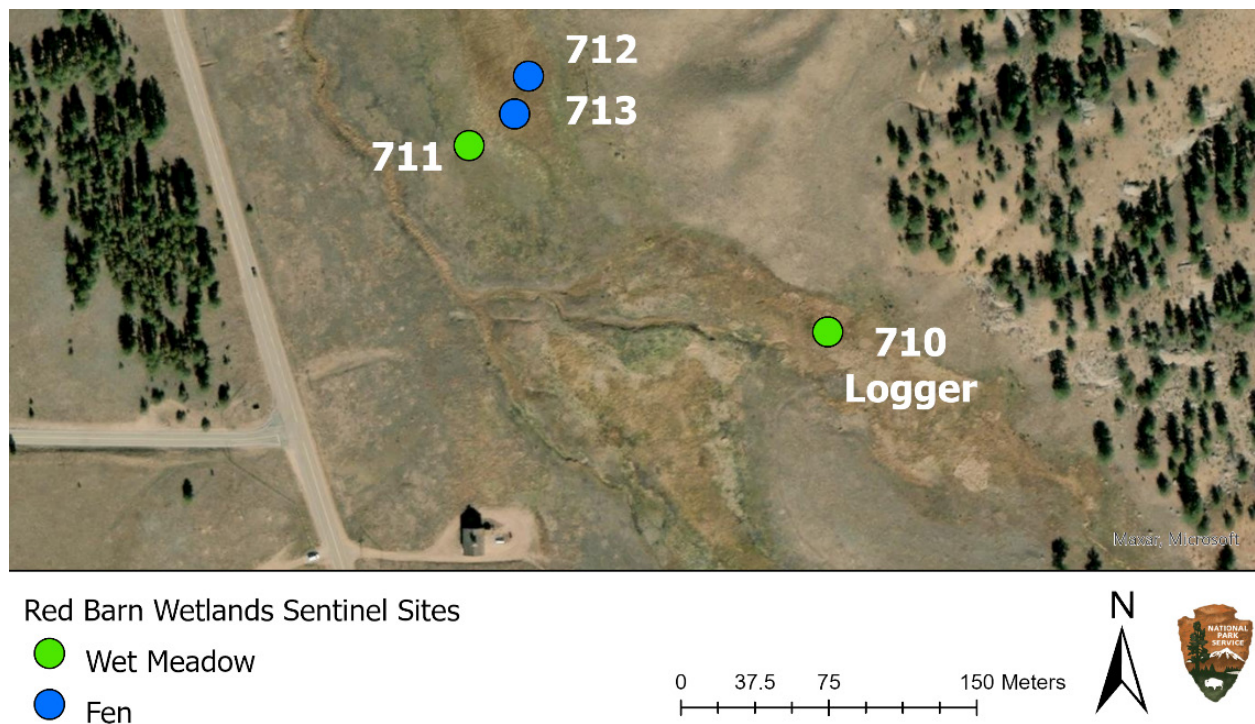 712
713
711
710
Logger
Maxar, Microsoft
Red Barn Wetlands Sentinel Sites
Wet Meadow
Fen
0 37.5 75 150 Meters
N
NATIONAL
PARK
SERVICE